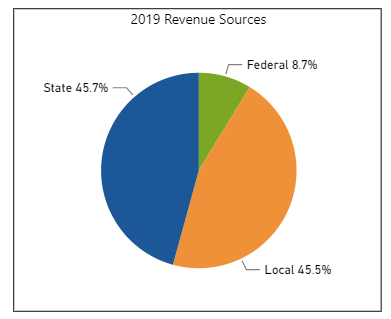 2019 Revenue Sources
Federal 8.7%
State 45.7%
Local 45.5%